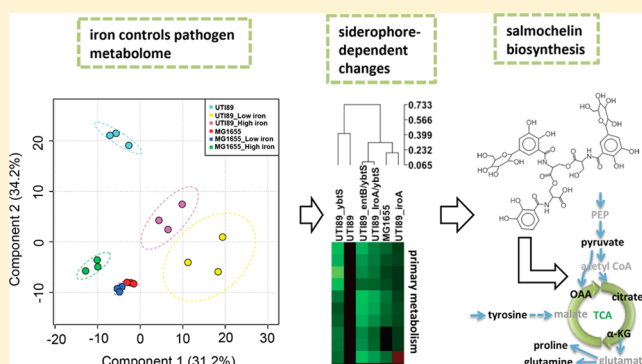 iron controls pathogen
metabolome
siderophore-
dependent
changes
salmochelin
biosynthesis
UTI89
UTI89_Low iron
UTI89_High iron
MG1655
MG1655_Low iron
MG1655_High iron
Component 2 (34.2%)
20
10
0
-10
-20
-10
0
10
20
30
Component 1 (31.2%)
0.733
0.566
0.399
0.232
0.065
UTI89_ybtS
UTI89
UTI89_entB/ybtS
UTI89_iroA/ybtS
MG1655
UTI89_iroA
primary metabolism
PEP
pyruvate
acetyl CoA
OAA
citrate
TCA
tyrosine
malate
α-KG
proline
glutamine
glutamat